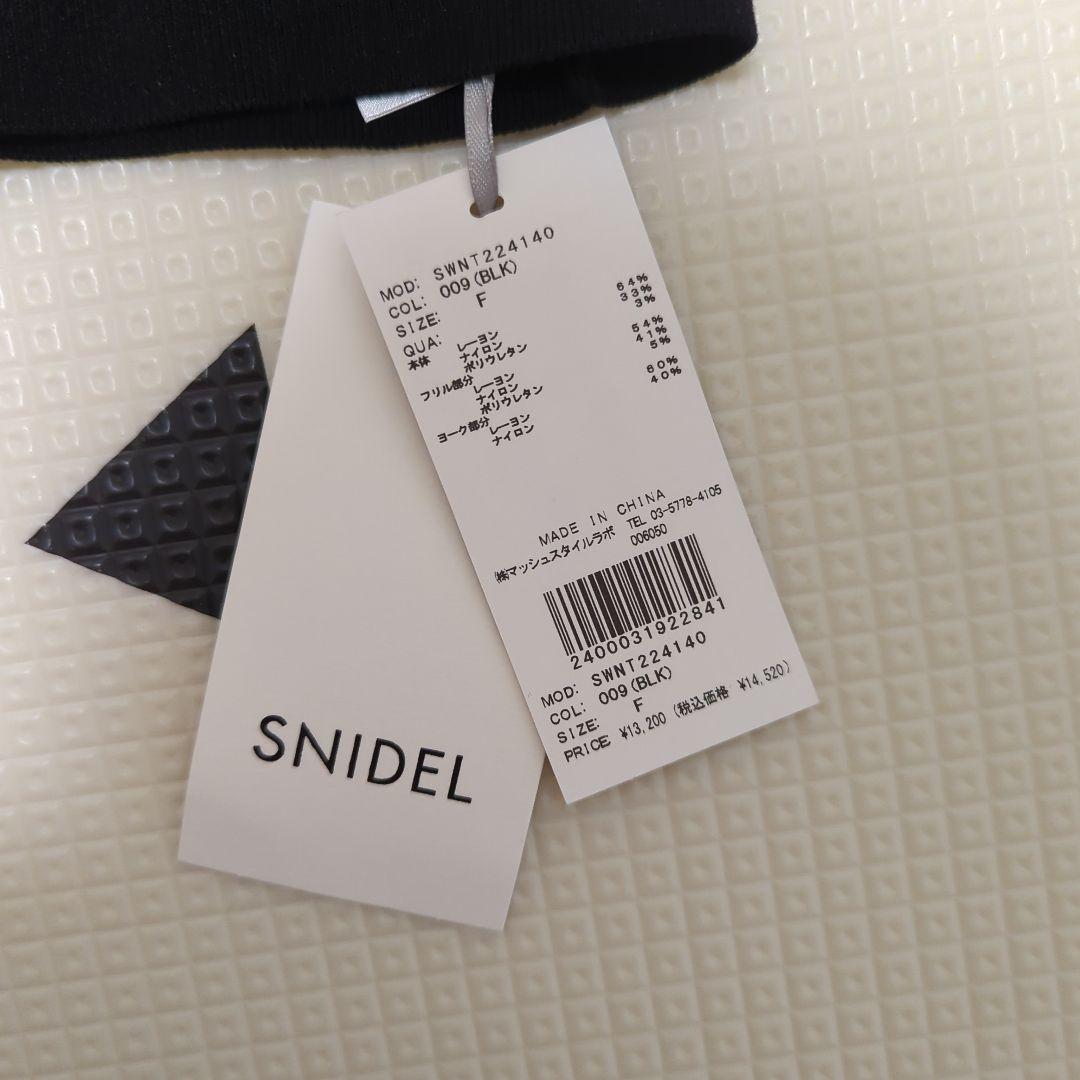 MOD: SWNT224140
COL: 009(BLK)
SIZE: F
QUA:
本体 レーヨン 64%
ナイロン 33%
ポリウレタン 3%
フリル部分 レーヨン 54%
ナイロン 41%
ポリウレタン 5%
ヨーク部分 レーヨン 60%
ナイロン 40%
MADE IN CHINA
㈱マッシュスタイルラボ TEL 03-5778-4105
006050
2400031922841
MOD: SWNT224140
COL: 009(BLK)
SIZE: F
PRICE: ¥13,200 (税込価格 ¥14,520)
SNIDEL